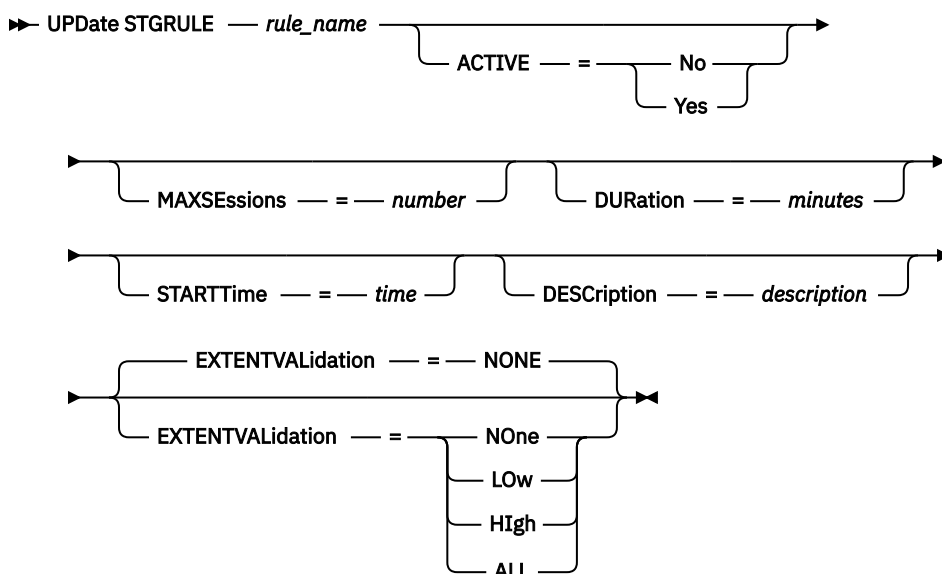 UPDate STGRULE rule_name
ACTIVE = No
Yes
MAXSEssions = number DURation = minutes
STARTTime = time DESCription = description
EXTENTVALidation = NONE
EXTENTVALidation = NOne
LOw
HIgh
ALL